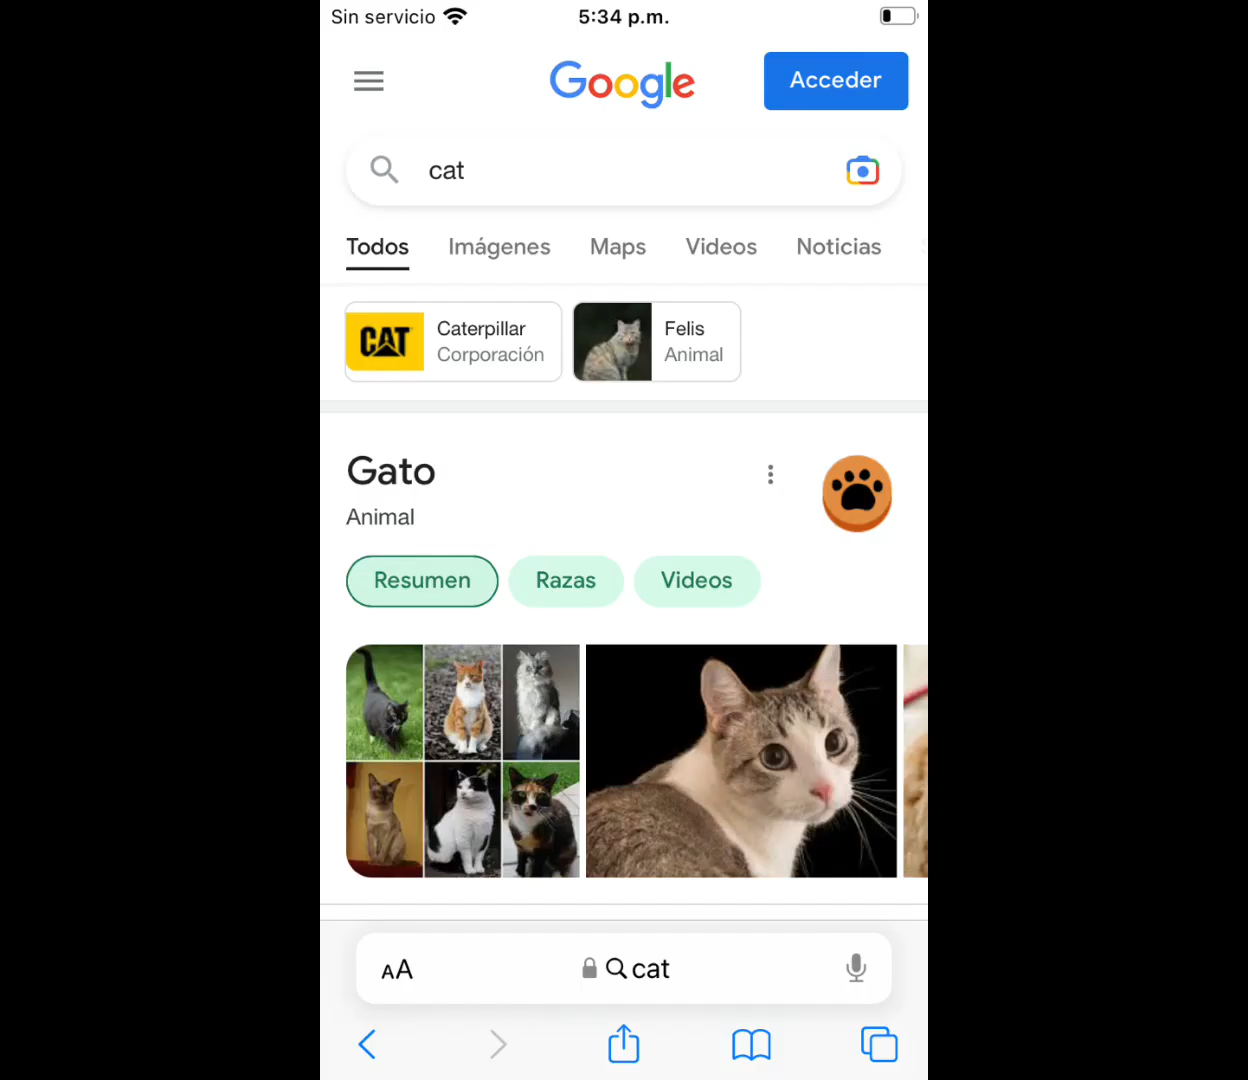 Sin servicio
5:34 p.m.
Google
Acceder
cat
Todos
Imágenes
Maps
Videos
Noticias
CAT
Caterpillar
Corporación
Felis
Animal
Gato
Animal
Resumen
Razas
Videos
AA
cat